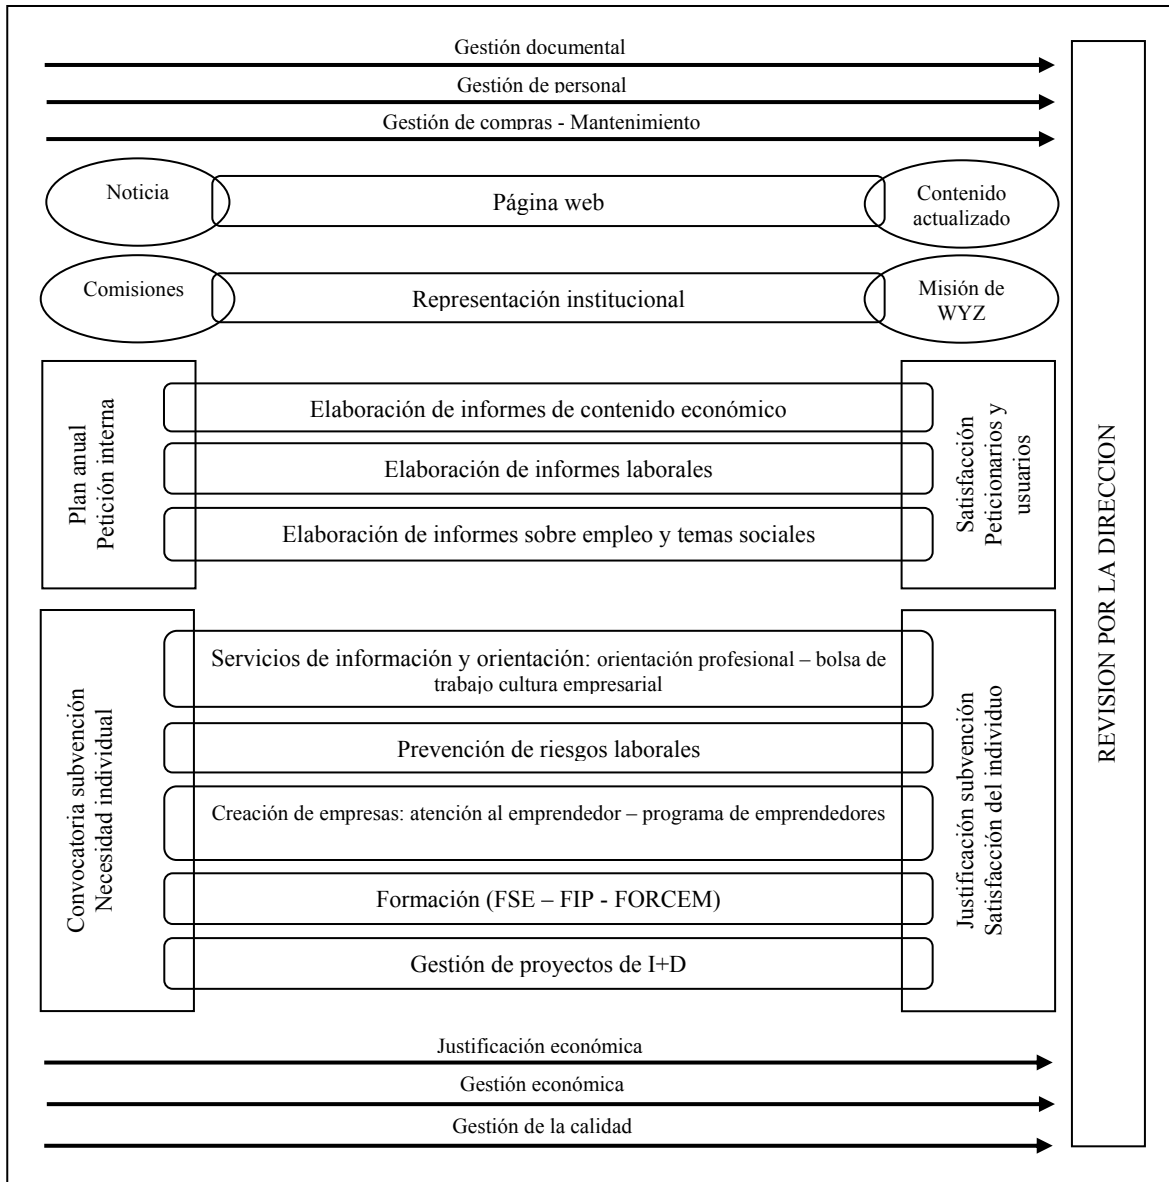 Gestión documental
Gestión de personal
Gestión de compras - Mantenimiento
Noticia
Página web
Contenido
actualizado
Comisiones
Representación institucional
Misión de
WYZ
Plan anual
Petición interna
Elaboración de informes de contenido económico
Elaboración de informes laborales
Elaboración de informes sobre empleo y temas sociales
Satisfacción
Peticionarios y
usuarios
Convocatoria subvención
Necesidad individual
Servicios de información y orientación: orientación profesional – bolsa de
trabajo cultura empresarial
Prevención de riesgos laborales
Creación de empresas: atención al emprendedor – programa de emprendedores
Formación (FSE – FIP - FORCEM)
Gestión de proyectos de I+D
Justificación subvención
Satisfacción del individuo
REVISION POR LA DIRECCION
Justificación económica
Gestión económica
Gestión de la calidad